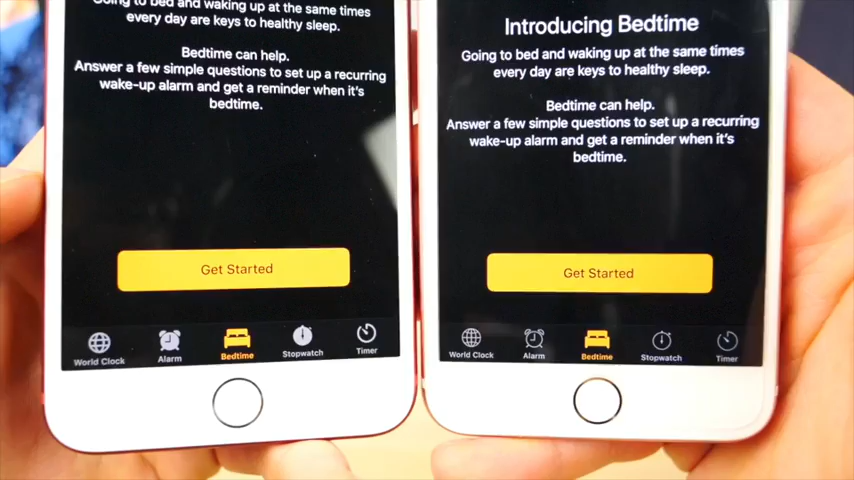 Going to bed and waking up at the same times
every day are keys to healthy sleep.
Bedtime can help.
Answer a few simple questions to set up a recurring
wake-up alarm and get a reminder when it's
bedtime.
Get Started
World Clock
Alarm
Bedtime
Stopwatch
Timer
Introducing Bedtime
Going to bed and waking up at the same times
every day are keys to healthy sleep.
Bedtime can help.
Answer a few simple questions to set up a recurring
wake-up alarm and get a reminder when it's
bedtime.
Get Started
World Clock
Alarm
Bedtime
Stopwatch
Timer